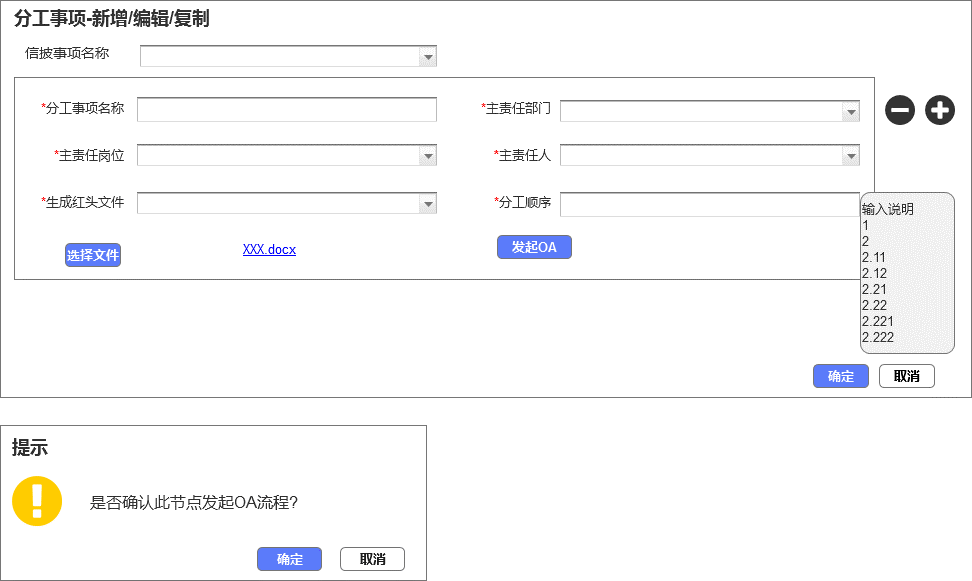 分工事项-新增/编辑/复制
信披事项名称
*分工事项名称 *主责任部门
*主责任岗位 *主责任人
*生成红头文件 *分工顺序
选择文件 XXX.docx 发起OA
输入说明
1
2
2.11
2.12
2.21
2.22
2.221
2.222
确定 取消
提示
是否确认此节点发起OA流程?
确定 取消